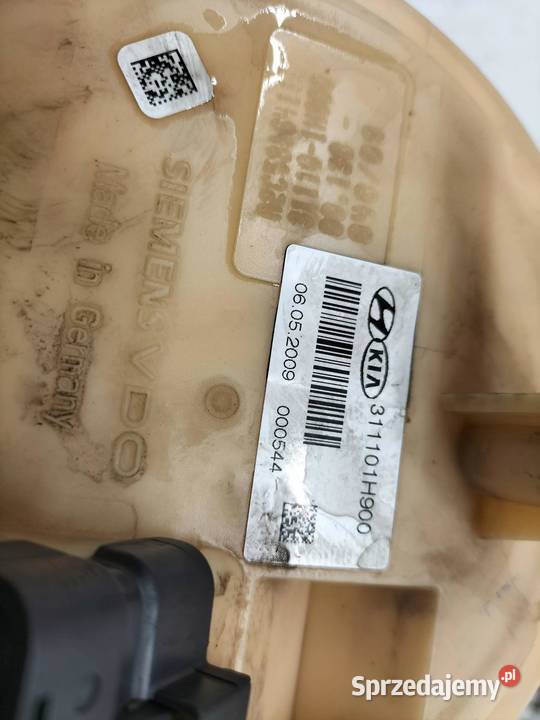 SIEMENS VDO
Made in Germany
KIA
311101H900
06.05.2009 000544
Sprzedajemy.pl